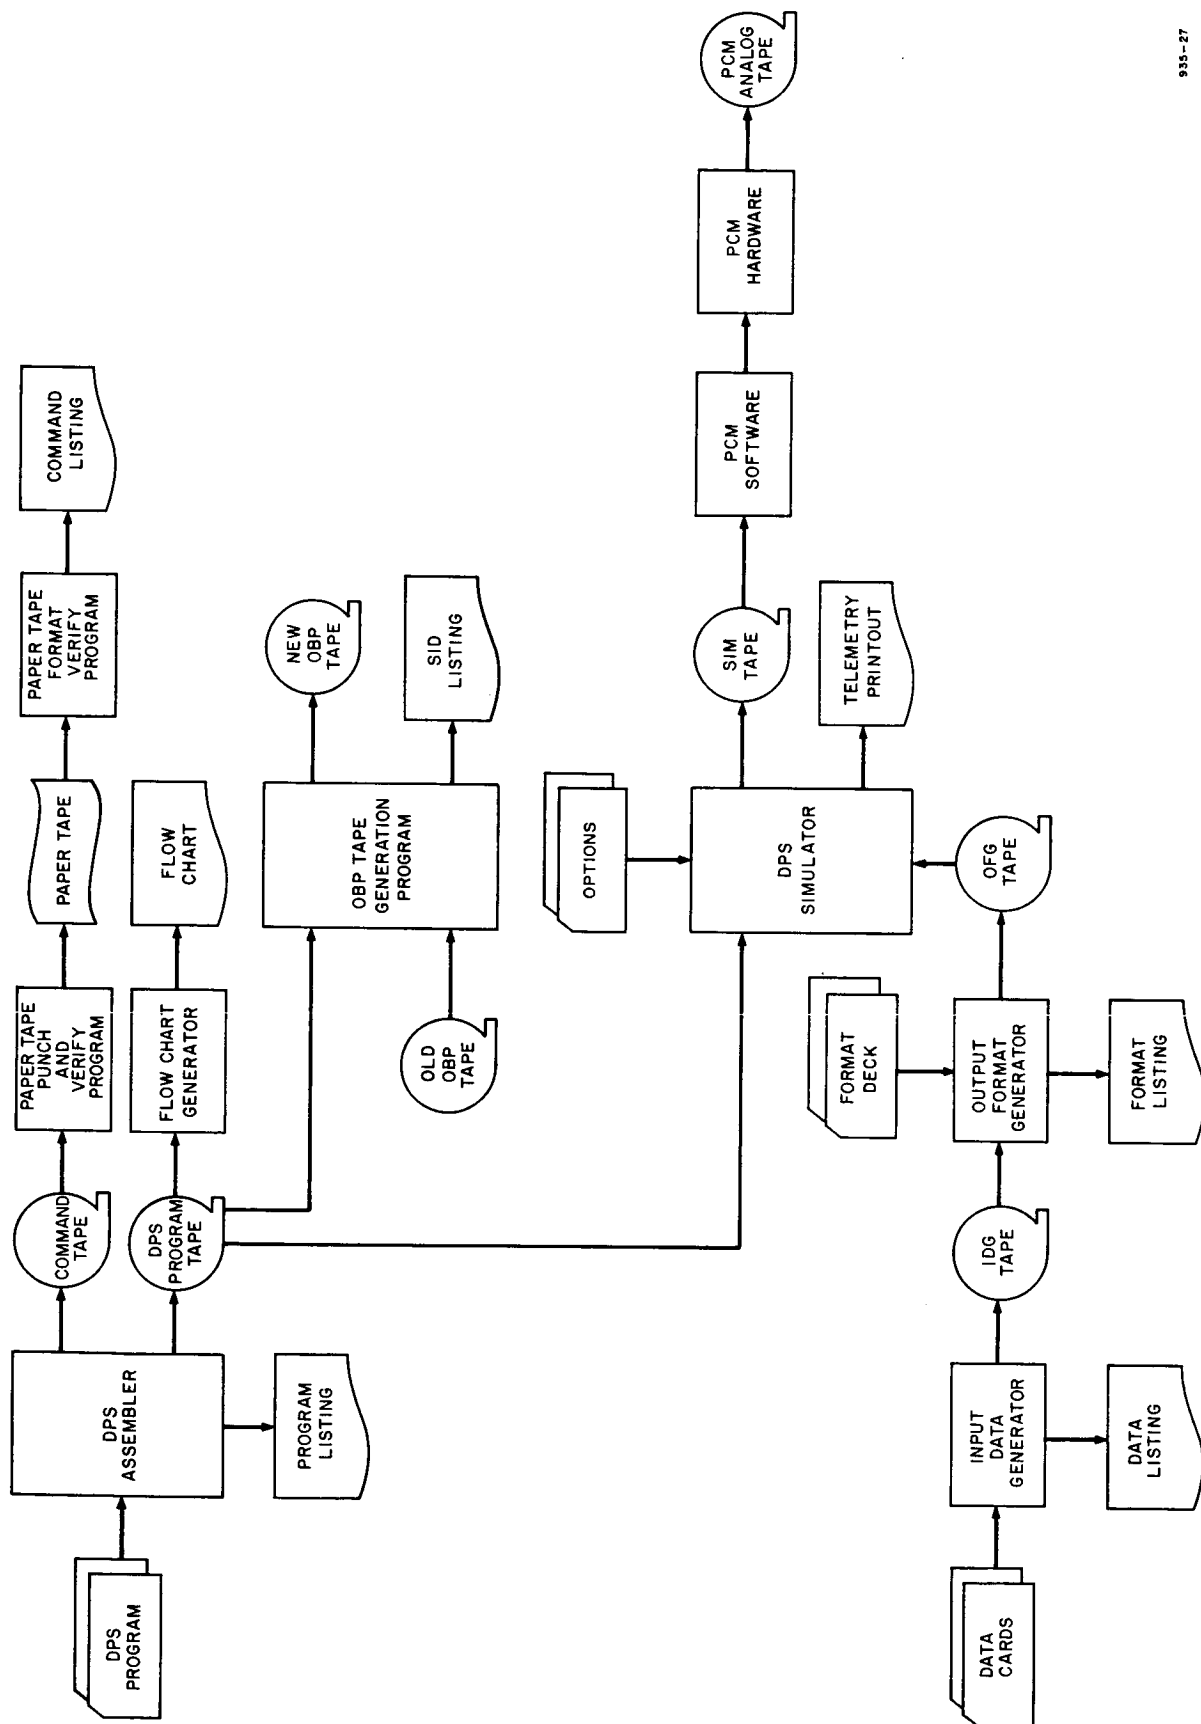 DPS
PROGRAM
DPS
ASSEMBLER
PROGRAM
LISTING
COMMAND
TAPE
PAPER TAPE
PUNCH
AND
VERIFY
PROGRAM
PAPER TAPE
PAPER TAPE
FORMAT
VERIFY
PROGRAM
COMMAND
LISTING
DPS
PROGRAM
TAPE
FLOW CHART
GENERATOR
FLOW
CHART
OLD
OBP
TAPE
OBP TAPE
GENERATION
PROGRAM
NEW
OBP
TAPE
SID
LISTING
OPTIONS
DPS
SIMULATOR
SIM
TAPE
TELEMETRY
PRINTOUT
PCM
SOFTWARE
PCM
HARDWARE
PCM
ANALOG
TAPE
DATA
CARDS
INPUT
DATA
GENERATOR
DATA
LISTING
IDG
TAPE
FORMAT
DECK
OUTPUT
FORMAT
GENERATOR
FORMAT
LISTING
OFG
TAPE
935-27